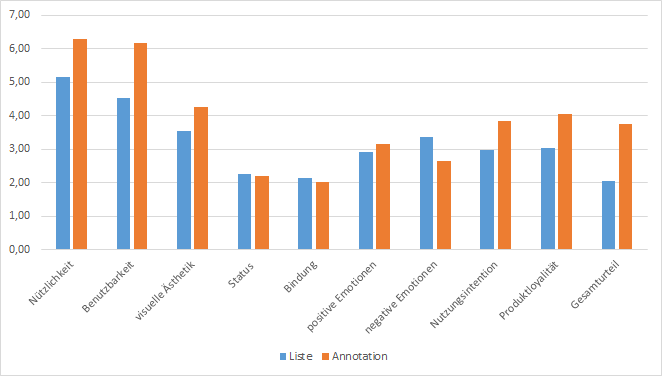 7,00
6,00
5,00
4,00
3,00
2,00
1,00
0,00
Nützlichkeit
Benutzbarkeit
visuelle Ästhetik
Status
Bindung
positive Emotionen
negative Emotionen
Nutzungsintention
Produktloyalität
Gesamturteil
Liste
Annotation